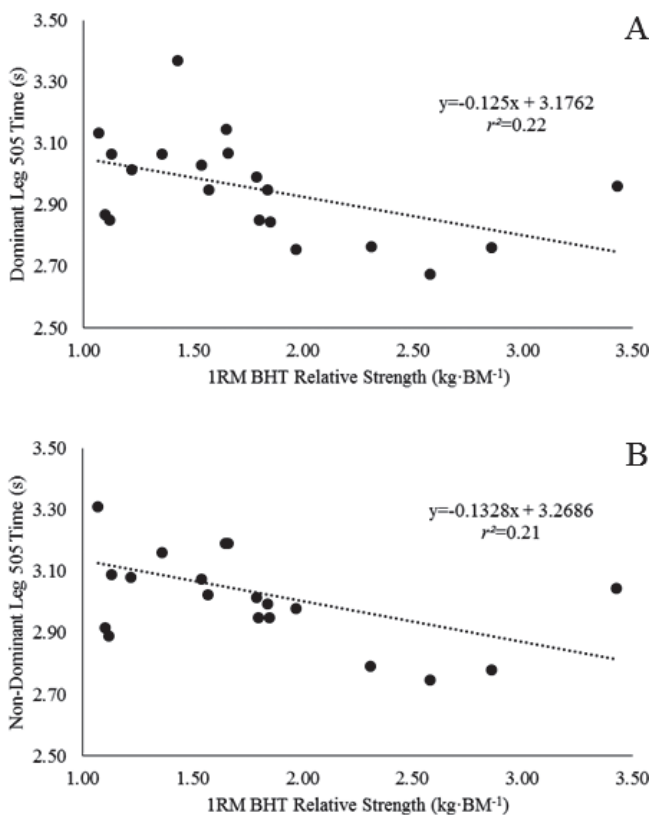 A
3.50
3.30
3.10
2.90
2.70
2.50
Dominant Leg 505 Time (s)
y=-0.125x + 3.1762
r²=0.22
1.00 1.50 2.00 2.50 3.00 3.50
1RM BHT Relative Strength (kg·BM⁻¹)
B
3.50
3.30
3.10
2.90
2.70
2.50
Non-Dominant Leg 505 Time (s)
y=-0.1328x + 3.2686
r²=0.21
1.00 1.50 2.00 2.50 3.00 3.50
1RM BHT Relative Strength (kg·BM⁻¹)